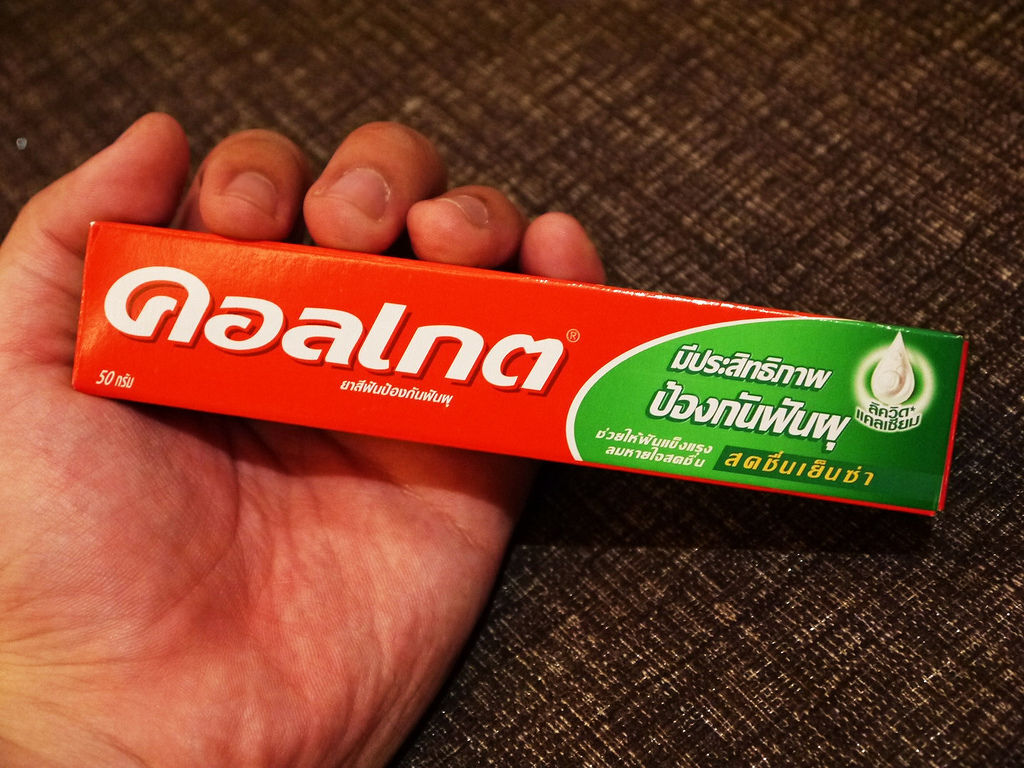 คอลเกต®
50 กรัม
ยาสีฟันป้องกันฟันผุ
มีประสิทธิภาพ
ป้องกันฟันผุ
ช่วยให้ฟันแข็งแรง
ลมหายใจสดชื่น
สดชื่นเย็นซ่า
ลิควิด*
แคลเซียม